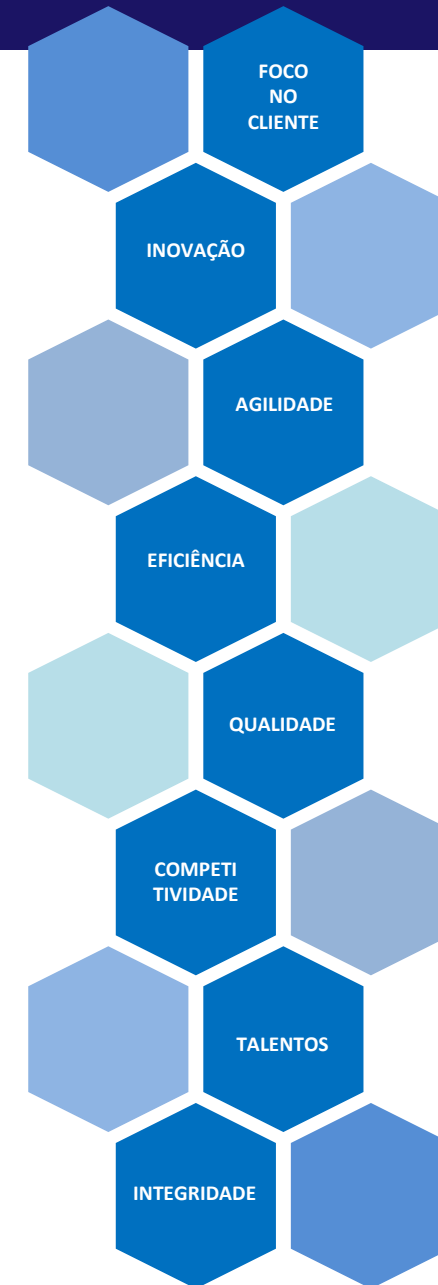 FOCO
NO
CLIENTE
INOVAÇÃO
AGILIDADE
EFICIÊNCIA
QUALIDADE
COMPETI
TIVIDADE
TALENTOS
INTEGRIDADE